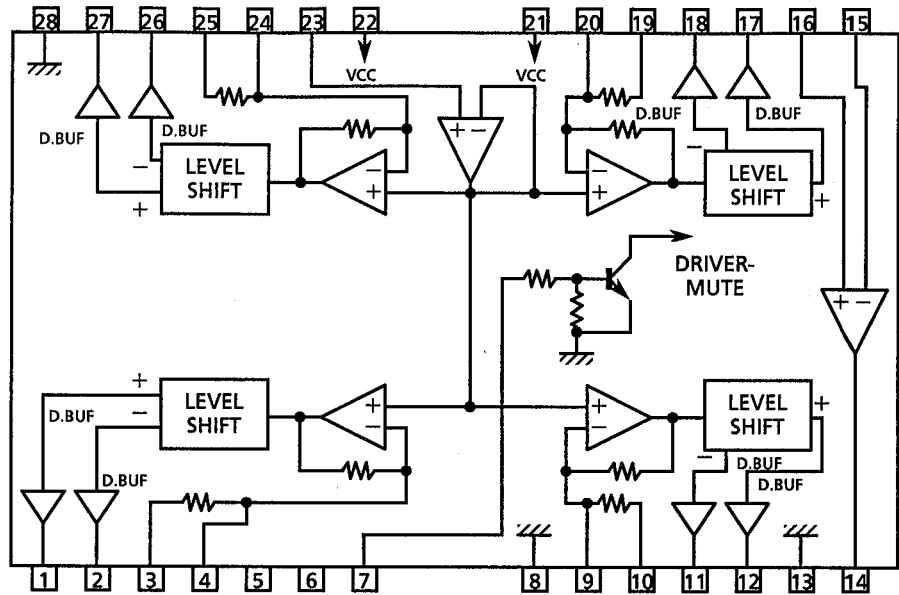 28 27 26 25 24 23 22 21 20 19 18 17 16 15
VCC VCC
D.BUF D.BUF + − D.BUF D.BUF
− LEVEL SHIFT + − + − + − LEVEL SHIFT +
+ −
DRIVER-
MUTE
+ LEVEL SHIFT − + − + − LEVEL SHIFT +
D.BUF − D.BUF
D.BUF D.BUF
1 2 3 4 5 6 7 8 9 10 11 12 13 14